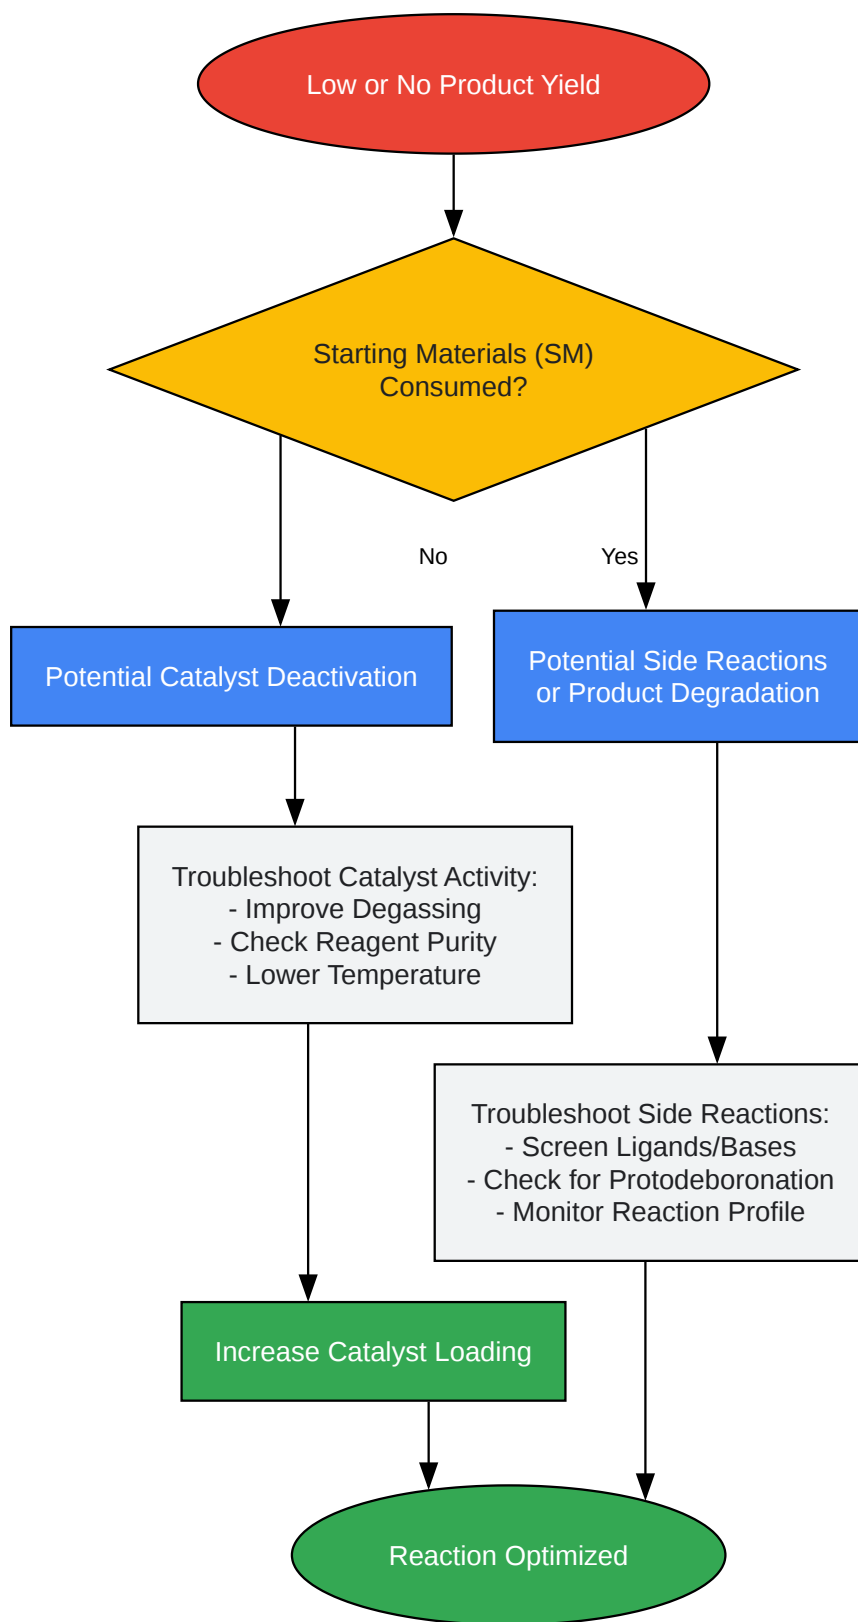 Low or No Product Yield
Starting Materials (SM)
Consumed?
No
Yes
Potential Catalyst Deactivation
Potential Side Reactions
or Product Degradation
Troubleshoot Catalyst Activity:
- Improve Degassing
- Check Reagent Purity
- Lower Temperature
Troubleshoot Side Reactions:
- Screen Ligands/Bases
- Check for Protodeboronation
- Monitor Reaction Profile
Increase Catalyst Loading
Reaction Optimized